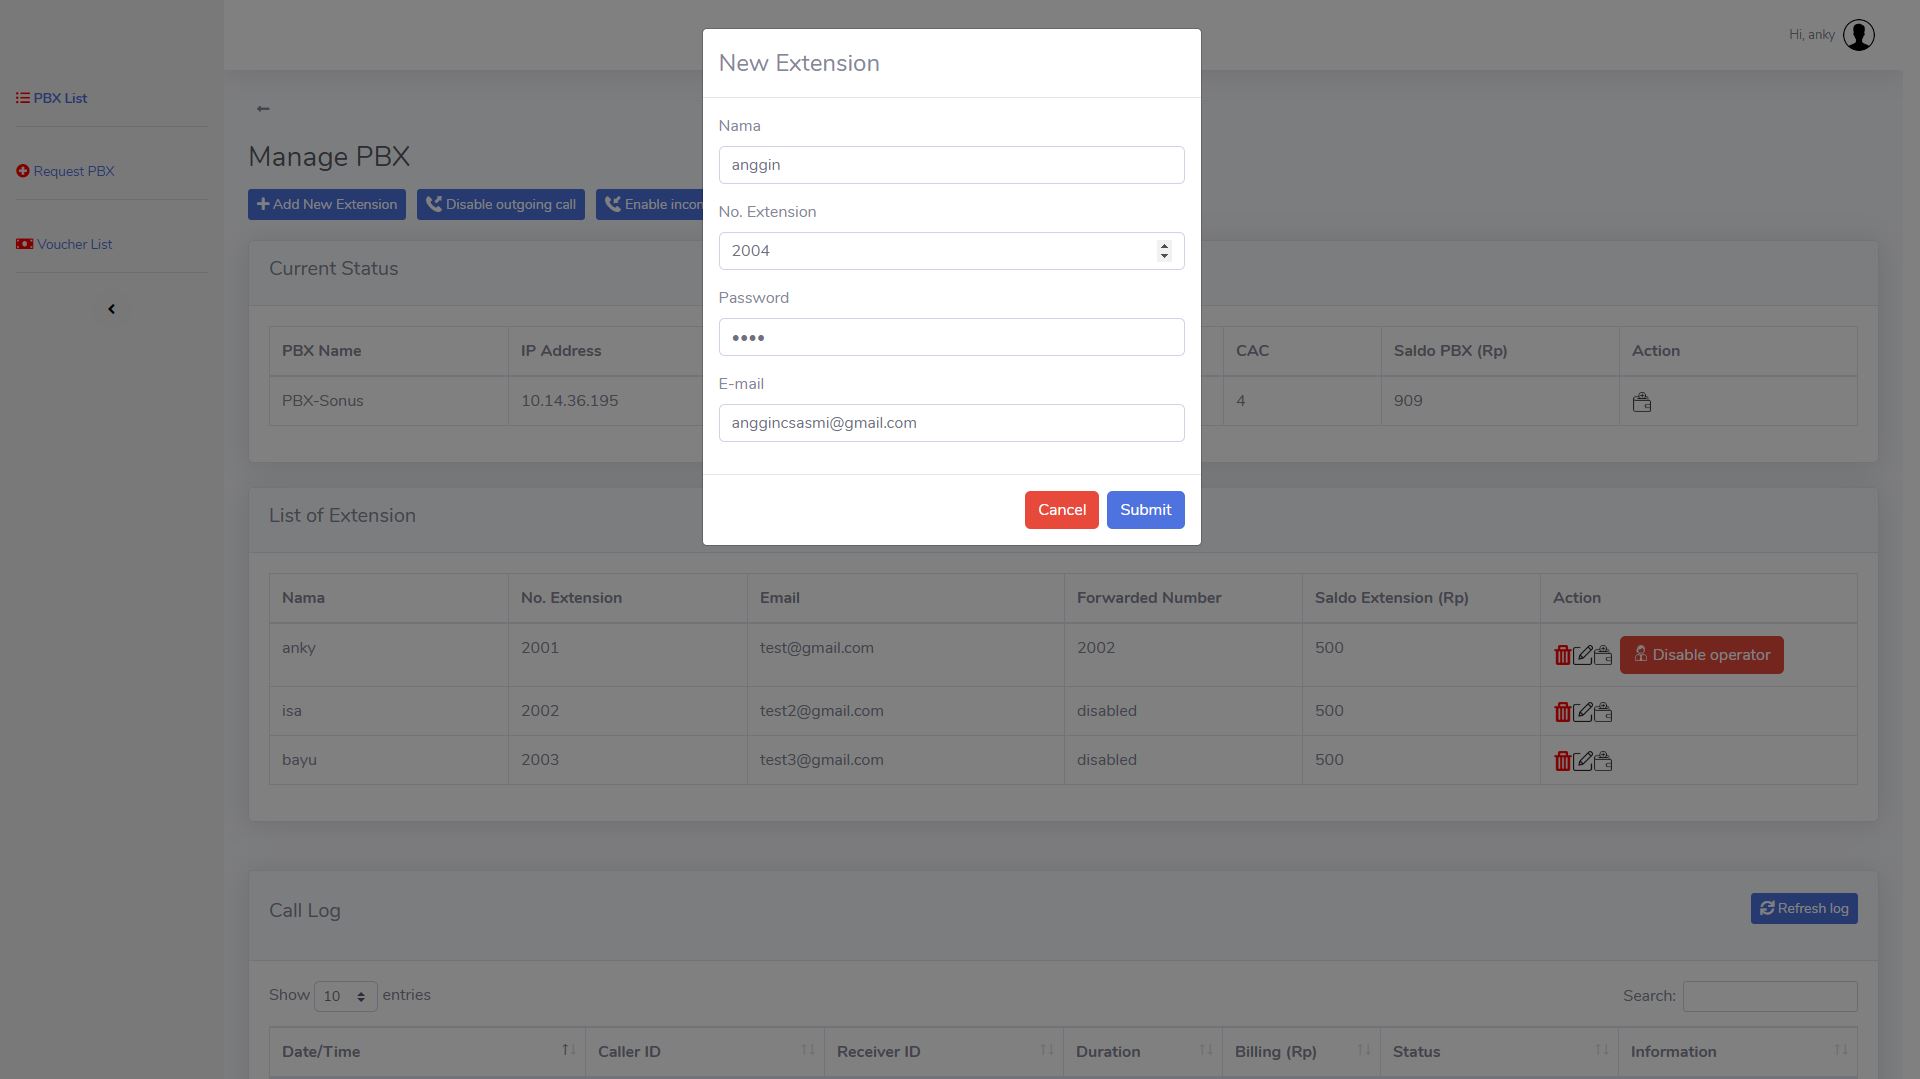 Hi, anky
PBX List
Request PBX
Voucher List
Manage PBX
Add New Extension
Disable outgoing call
Enable incon
Current Status
PBX Name
IP Address
CAC
Saldo PBX (Rp)
Action
PBX-Sonus
10.14.36.195
4
909
New Extension
Nama
anggin
No. Extension
2004
Password
••••
E-mail
anggincsasmi@gmail.com
Cancel
Submit
List of Extension
Nama
No. Extension
Email
Forwarded Number
Saldo Extension (Rp)
Action
anky
2001
test@gmail.com
2002
500
Disable operator
isa
2002
test2@gmail.com
disabled
500
bayu
2003
test3@gmail.com
disabled
500
Call Log
Refresh log
Show 10 entries
Search:
Date/Time
Caller ID
Receiver ID
Duration
Billing (Rp)
Status
Information